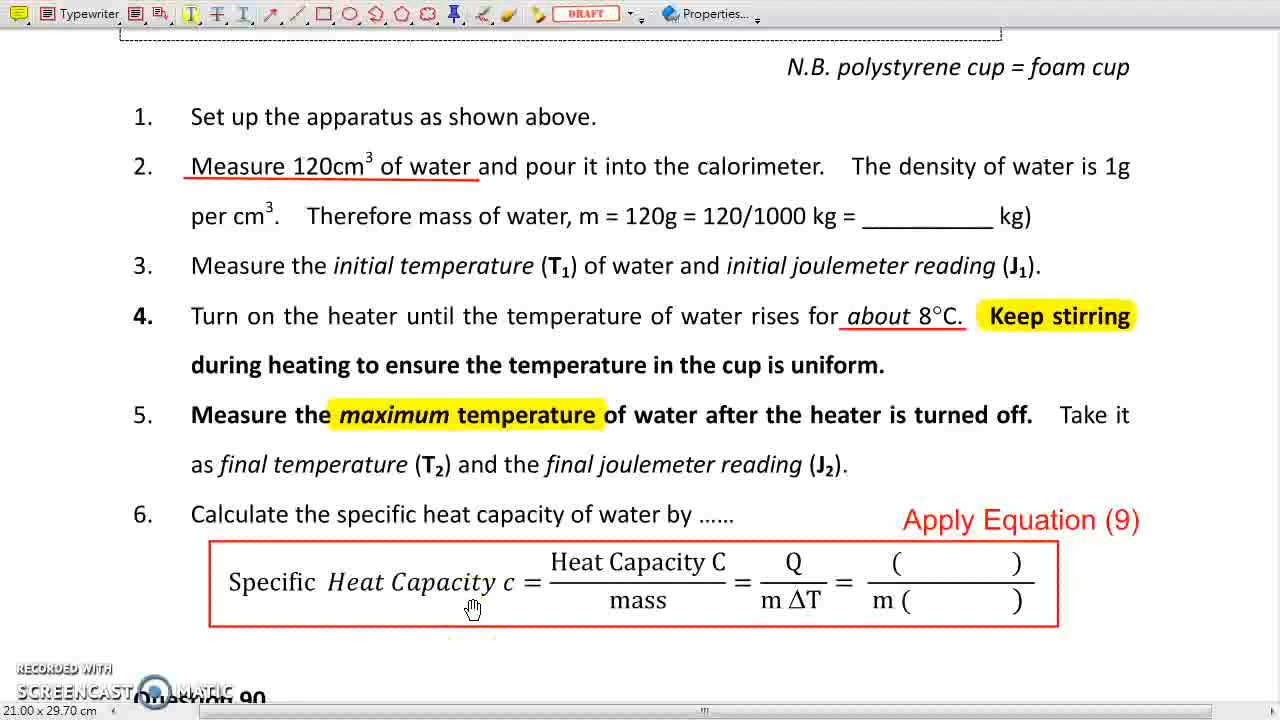 Typewriter DRAFT Properties...
N.B. polystyrene cup = foam cup
1. Set up the apparatus as shown above.
2. Measure 120cm³ of water and pour it into the calorimeter. The density of water is 1g
per cm³. Therefore mass of water, m = 120g = 120/1000 kg = __________ kg)
3. Measure the initial temperature (T₁) of water and initial joulemeter reading (J₁).
4. Turn on the heater until the temperature of water rises for about 8°C. Keep stirring
during heating to ensure the temperature in the cup is uniform.
5. Measure the maximum temperature of water after the heater is turned off. Take it
as final temperature (T₂) and the final joulemeter reading (J₂).
6. Calculate the specific heat capacity of water by ......
Apply Equation (9)
Specific Heat Capacity c = Heat Capacity C / mass = Q / m ΔT = ( ) / m ( )
RECORDED WITH
SCREENCAST MATIC
Question 90
21.00 x 29.70 cm